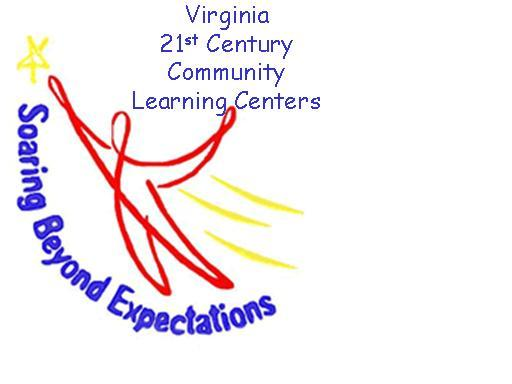 Virginia
21st Century
Community
Learning Centers
Soaring Beyond Expectations